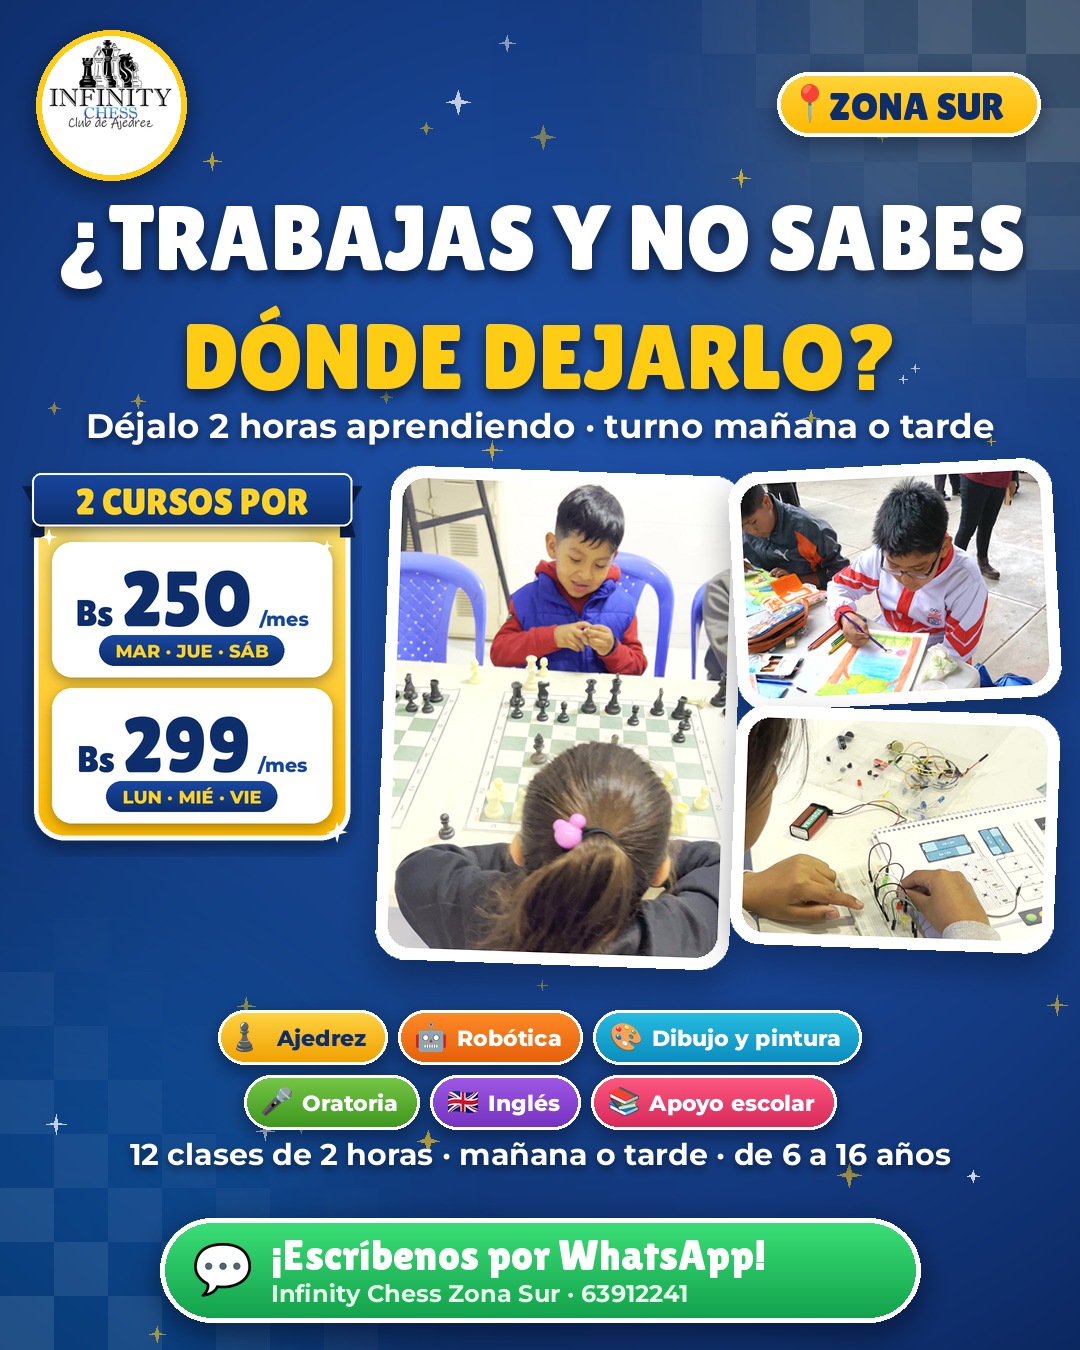 INFINITY
CHESS
Club de Ajedrez
📍ZONA SUR
¿TRABAJAS Y NO SABES
DÓNDE DEJARLO?
Déjalo 2 horas aprendiendo · turno mañana o tarde
2 CURSOS POR
Bs 250 /mes
MAR · JUE · SÁB
Bs 299 /mes
LUN · MIÉ · VIE
Ajedrez
Robótica
Dibujo y pintura
Oratoria
Inglés
Apoyo escolar
12 clases de 2 horas · mañana o tarde · de 6 a 16 años
¡Escríbenos por WhatsApp!
Infinity Chess Zona Sur · 63912241